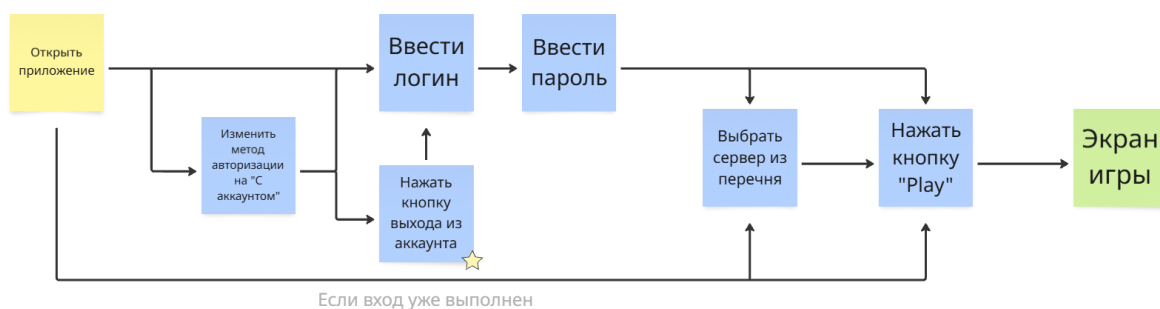 Открыть
приложение
Изменить
метод
авторизации
на "С
аккаунтом"
Ввести
логин
Нажать
кнопку
выхода из
аккаунта
Ввести
пароль
Выбрать
сервер из
перечня
Нажать
кнопку
"Play"
Экран
игры
Если вход уже выполнен